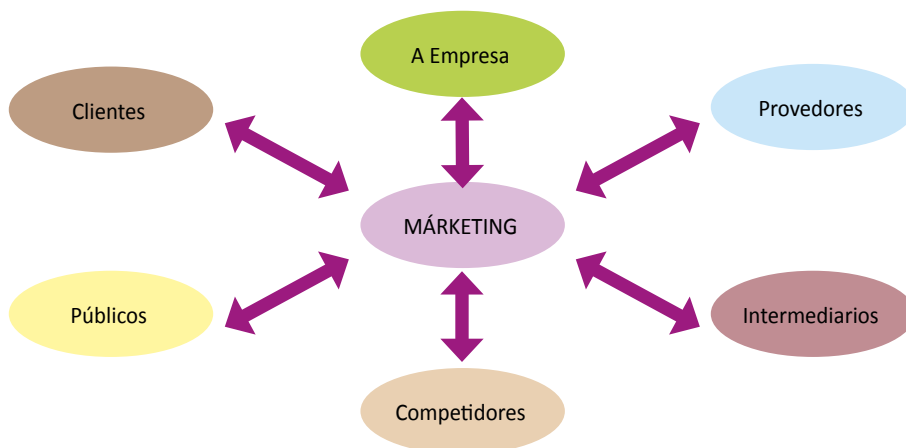 A Empresa
Clientes
Provedores
MÁRKETING
Públicos
Intermediarios
Competidores